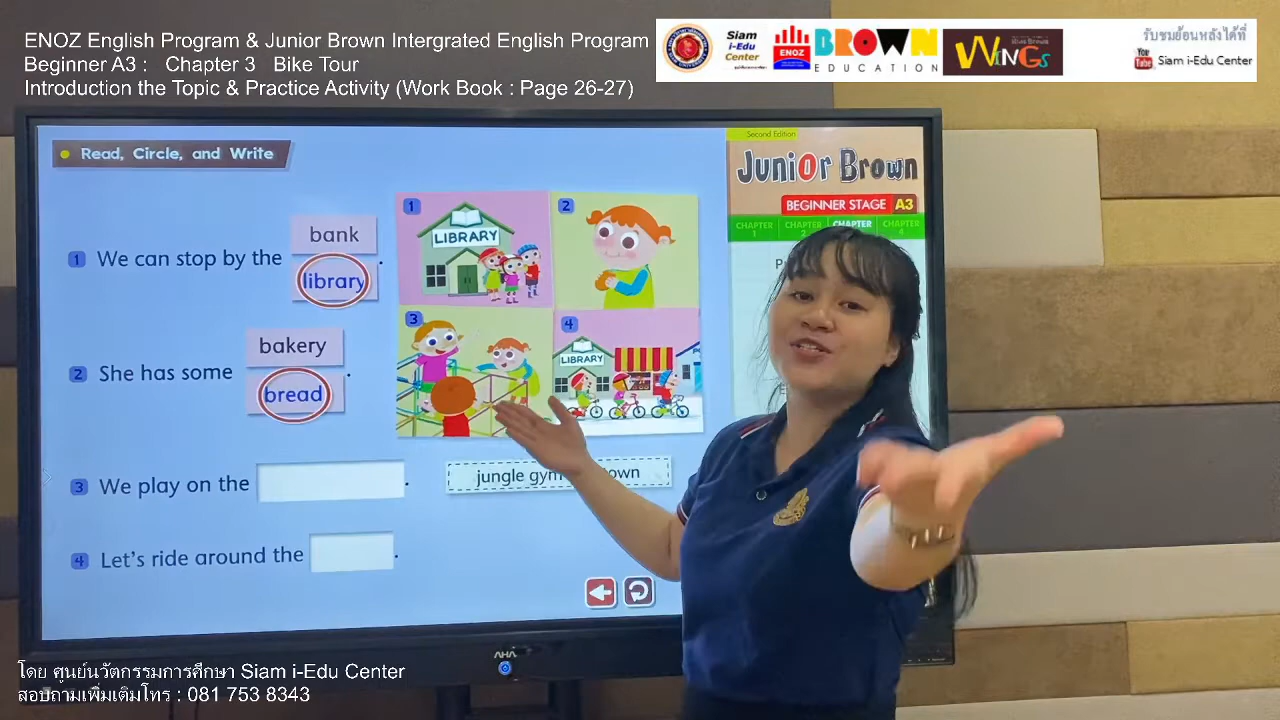 ENOZ English Program & Junior Brown Intergrated English Program
Beginner A3 : Chapter 3 Bike Tour
Introduction the Topic & Practice Activity (Work Book : Page 26-27)
Siam
i-Edu
Center
ENOZ
BROWN
EDUCATION
WiNGs
รับชมย้อนหลังได้ที่
You Tube Siam i-Edu Center
Read, Circle, and Write
1 We can stop by the
bank
library
.
2 She has some
bakery
bread
.
3 We play on the .
4 Let's ride around the .
1
LIBRARY
2
3
4
LIBRARY
jungle gym
Second Edition
Junior Brown
BEGINNER STAGE A3
CHAPTER 1
CHAPTER 2
CHAPTER
CHAPTER 4
AHA
โดย ศูนย์นวัตกรรมการศึกษา Siam i-Edu Center
สอบถามเพิ่มเติมโทร : 081 753 8343